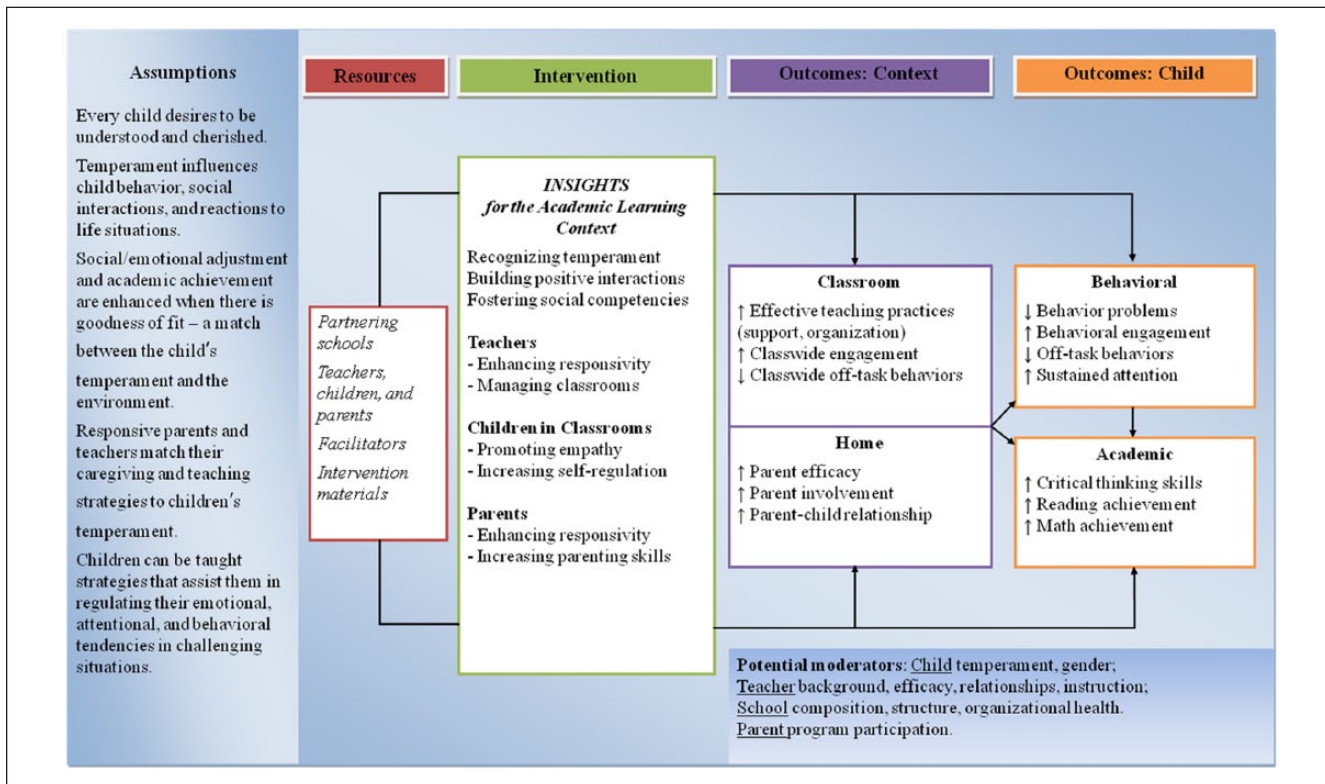 Assumptions
Every child desires to be
understood and cherished.
Temperament influences
child behavior, social
interactions, and reactions to
life situations.
Social/emotional adjustment
and academic achievement
are enhanced when there is
goodness of fit – a match
between the child's
temperament and the
environment.
Responsive parents and
teachers match their
caregiving and teaching
strategies to children's
temperament.
Children can be taught
strategies that assist them in
regulating their emotional,
attentional, and behavioral
tendencies in challenging
situations.
Resources
Partnering
schools
Teachers,
children, and
parents
Facilitators
Intervention
materials
Intervention
INSIGHTS
for the Academic Learning
Context
Recognizing temperament
Building positive interactions
Fostering social competencies
Teachers
- Enhancing responsivity
- Managing classrooms
Children in Classrooms
- Promoting empathy
- Increasing self-regulation
Parents
- Enhancing responsivity
- Increasing parenting skills
Outcomes: Context
Classroom
↑ Effective teaching practices
(support, organization)
↑ Classwide engagement
↓ Classwide off-task behaviors
Home
↑ Parent efficacy
↑ Parent involvement
↑ Parent-child relationship
Outcomes: Child
Behavioral
↓ Behavior problems
↑ Behavioral engagement
↓ Off-task behaviors
↑ Sustained attention
Academic
↑ Critical thinking skills
↑ Reading achievement
↑ Math achievement
Potential moderators: Child temperament, gender;
Teacher background, efficacy, relationships, instruction;
School composition, structure, organizational health.
Parent program participation.